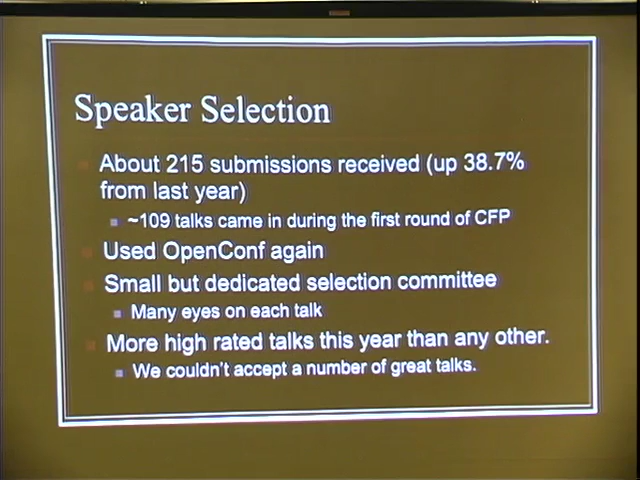 Speaker Selection
About 215 submissions received (up 38.7%
from last year)
~109 talks came in during the first round of CFP
Used OpenConf again
Small but dedicated selection committee
Many eyes on each talk
More high rated talks this year than any other.
We couldn't accept a number of great talks.